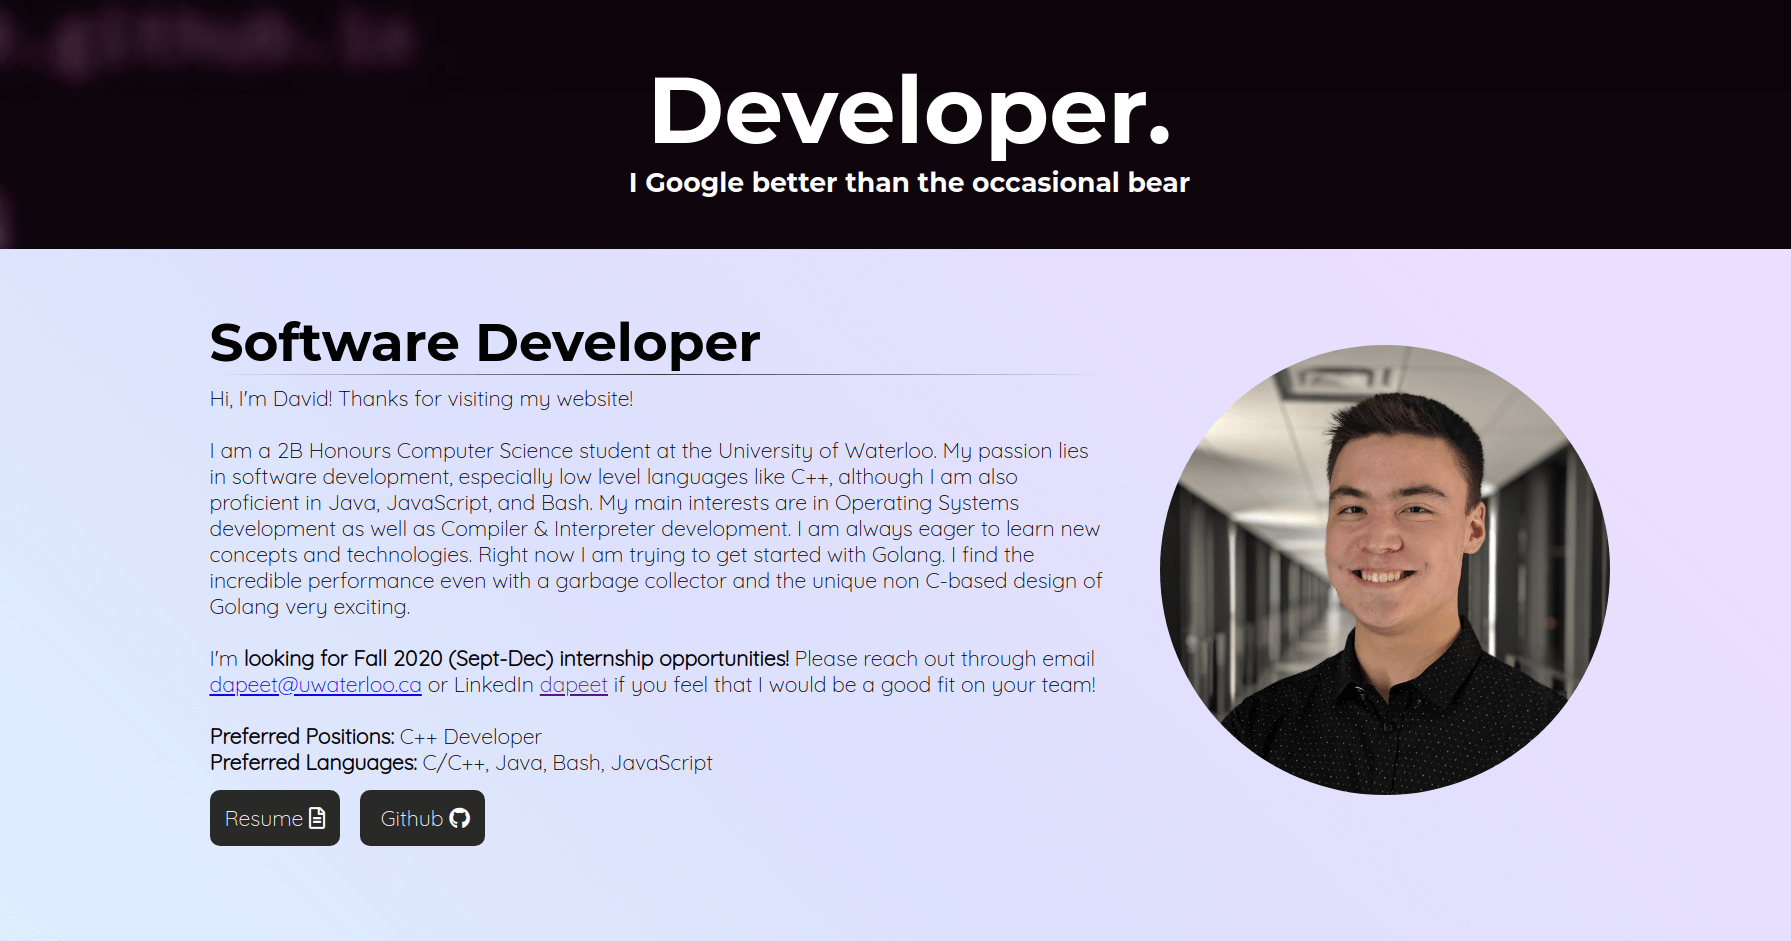 .github.io
Developer.
I Google better than the occasional bear
Software Developer
Hi, I'm David! Thanks for visiting my website!
I am a 2B Honours Computer Science student at the University of Waterloo. My passion lies
in software development, especially low level languages like C++, although I am also
proficient in Java, JavaScript, and Bash. My main interests are in Operating Systems
development as well as Compiler & Interpreter development. I am always eager to learn new
concepts and technologies. Right now I am trying to get started with Golang. I find the
incredible performance even with a garbage collector and the unique non C-based design of
Golang very exciting.
I'm looking for Fall 2020 (Sept-Dec) internship opportunities! Please reach out through email
dapeet@uwaterloo.ca or LinkedIn dapeet if you feel that I would be a good fit on your team!
Preferred Positions: C++ Developer
Preferred Languages: C/C++, Java, Bash, JavaScript
Resume
Github